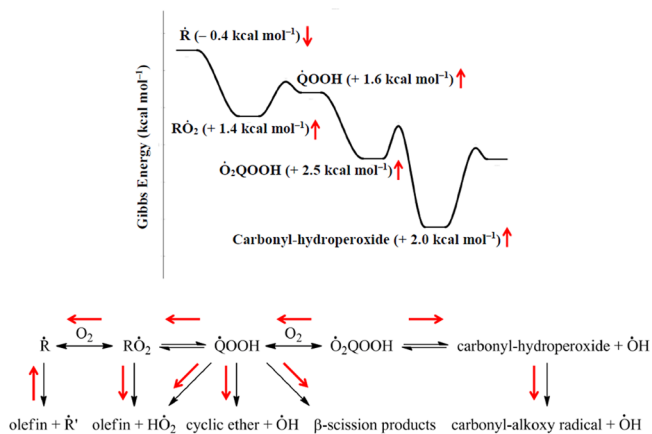 Ṙ (– 0.4 kcal mol⁻¹)
Gibbs Energy (kcal mol⁻¹)
Q̇OOH (+ 1.6 kcal mol⁻¹)
RȮ₂ (+ 1.4 kcal mol⁻¹)
Ȯ₂QOOH (+ 2.5 kcal mol⁻¹)
Carbonyl-hydroperoxide (+ 2.0 kcal mol⁻¹)
Ṙ O₂ RȮ₂ Q̇OOH O₂ Ȯ₂QOOH carbonyl-hydroperoxide + ȮH
olefin + Ṙ' olefin + HȮ₂ cyclic ether + ȮH β-scission products carbonyl-alkoxy radical + ȮH